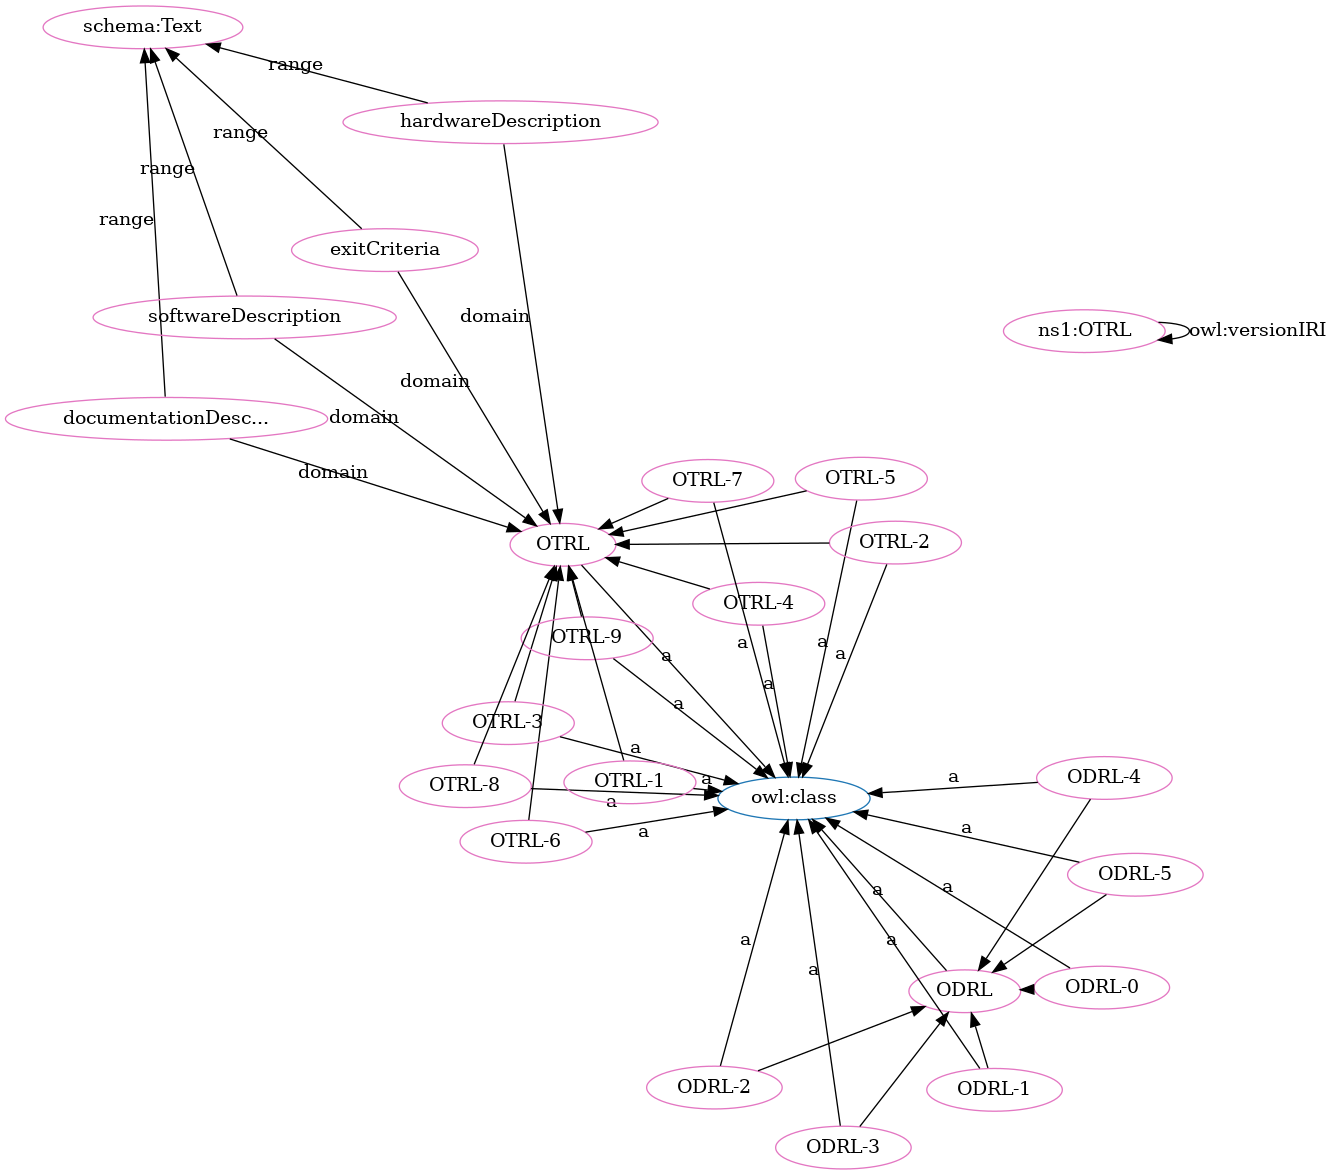 schema:Text
range
hardwareDescription
range
range
range
exitCriteria
softwareDescription
domain
ns1:OTRL
owl:versionIRI
domain
documentationDesc...
domain
domain
OTRL-7
OTRL-5
OTRL
OTRL-2
OTRL-4
OTRL-9
a
a
a
a
a
a
OTRL-3
a
OTRL-8
OTRL-1
a
a
owl:class
a
ODRL-4
OTRL-6
a
a
ODRL-5
a
a
a
a
a
ODRL
ODRL-0
ODRL-2
ODRL-1
ODRL-3